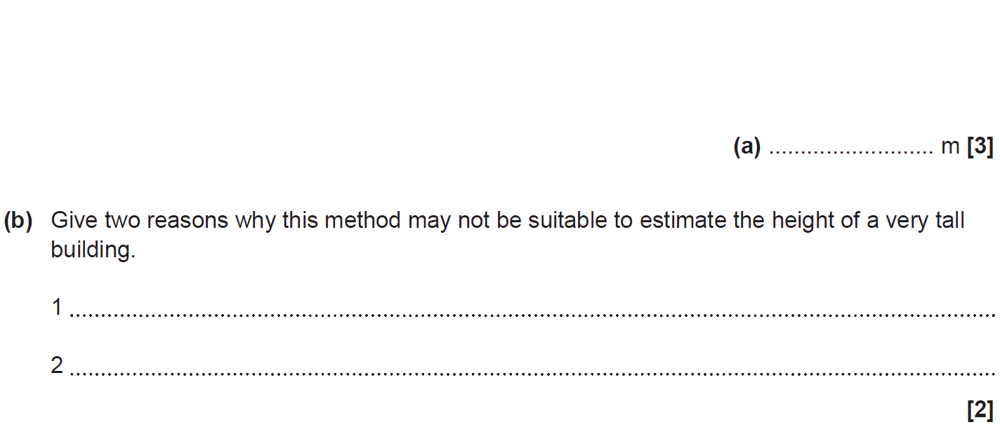 (a) .......................... m [3]
(b) Give two reasons why this method may not be suitable to estimate the height of a very tall
building.
1 ....................................................................................................
2 ....................................................................................................
[2]